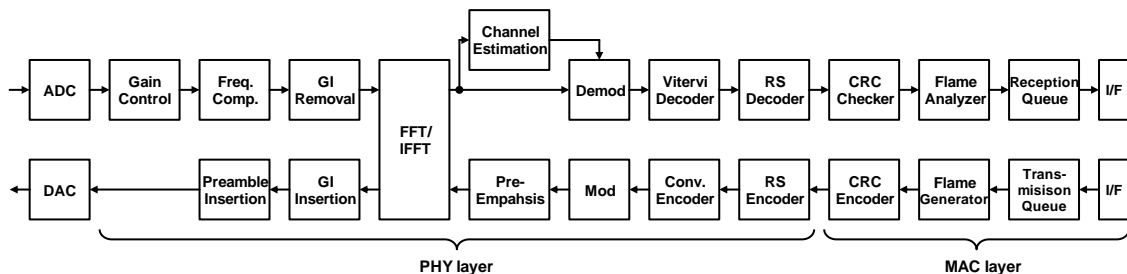 Channel
Estimation
ADC
Gain
Control
Freq.
Comp.
GI
Removal
FFT/
IFFT
Demod
Vitervi
Decoder
RS
Decoder
CRC
Checker
Flame
Analyzer
Reception
Queue
I/F
DAC
Preamble
Insertion
GI
Insertion
Pre-
Empahsis
Mod
Conv.
Encoder
RS
Encoder
CRC
Encoder
Flame
Generator
Trans-
misison
Queue
I/F
PHY layer
MAC layer